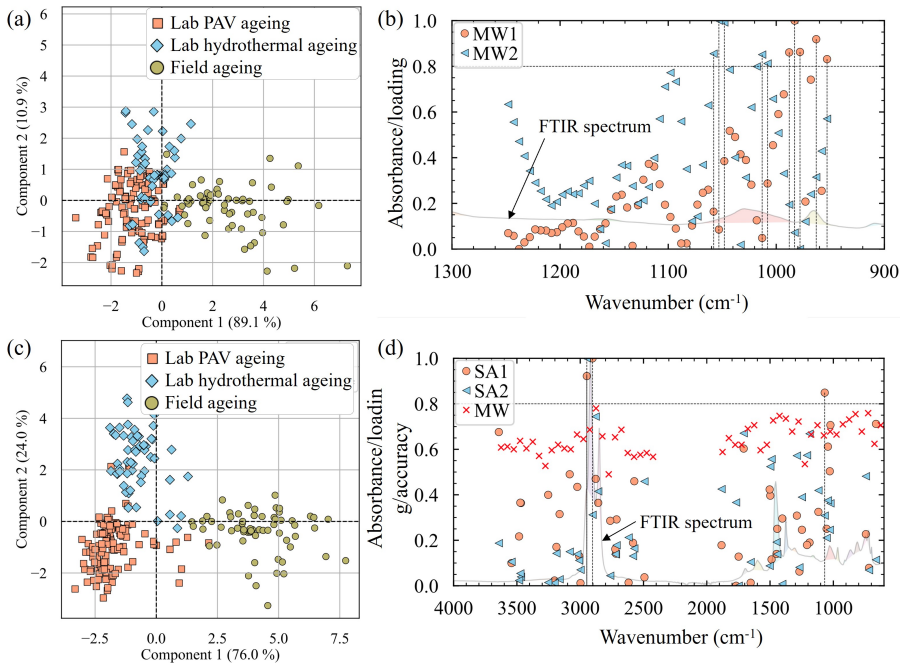 (a)
Lab PAV ageing
Lab hydrothermal ageing
Field ageing
6
5
4
3
2
1
0
−1
−2
Component 2 (10.9 %)
−2
0
2
4
6
Component 1 (89.1 %)
(b)
MW1
MW2
FTIR spectrum
1.0
0.8
0.6
0.4
0.2
0.0
Absorbance/loading
1300
1200
1100
1000
900
Wavenumber (cm-1)
(c)
Lab PAV ageing
Lab hydrothermal ageing
Field ageing
6
4
2
0
−2
Component 2 (24.0 %)
−2.5
0.0
2.5
5.0
7.5
Component 1 (76.0 %)
(d)
SA1
SA2
MW
FTIR spectrum
1.0
0.8
0.6
0.4
0.2
0.0
Absorbance/loadin
g/accuracy
4000
3500
3000
2500
2000
1500
1000
Wavenumber (cm-1)